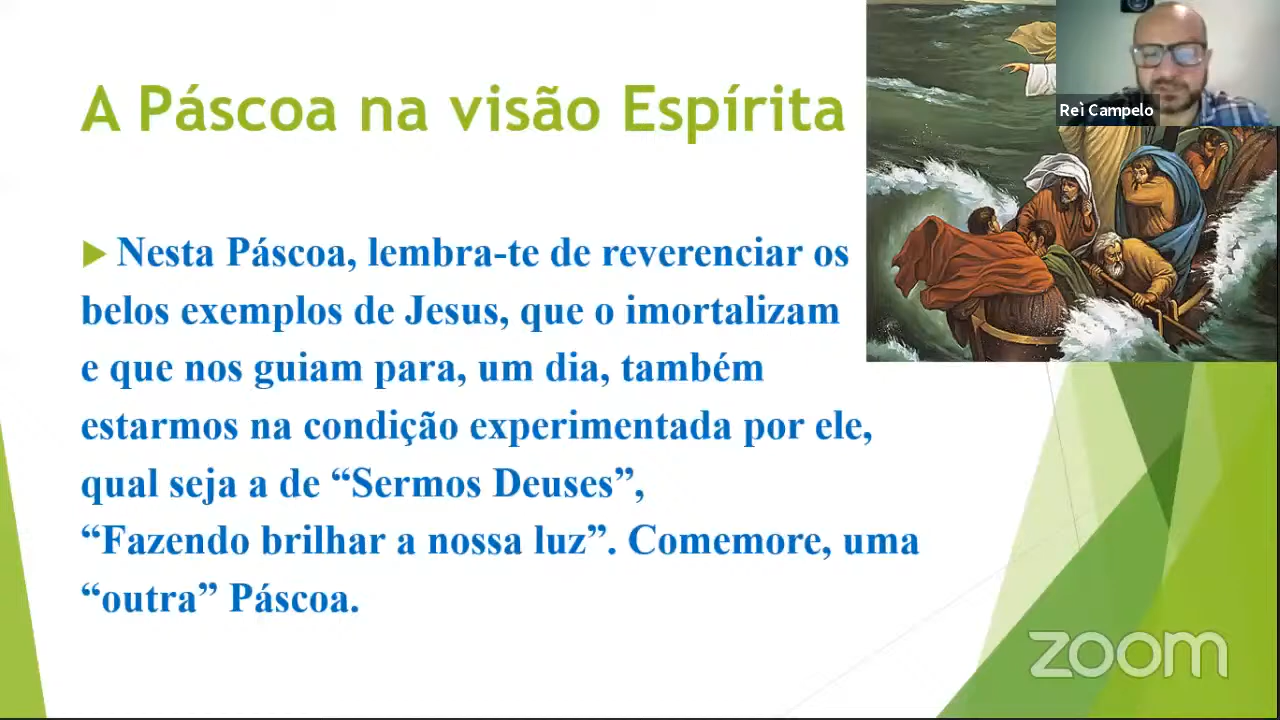 A Páscoa na visão Espírita
Rei Campelo
Nesta Páscoa, lembra-te de reverenciar os
belos exemplos de Jesus, que o imortalizam
e que nos guiam para, um dia, também
estarmos na condição experimentada por ele,
qual seja a de “Sermos Deuses”,
“Fazendo brilhar a nossa luz”. Comemore, uma
“outra” Páscoa.
zoom